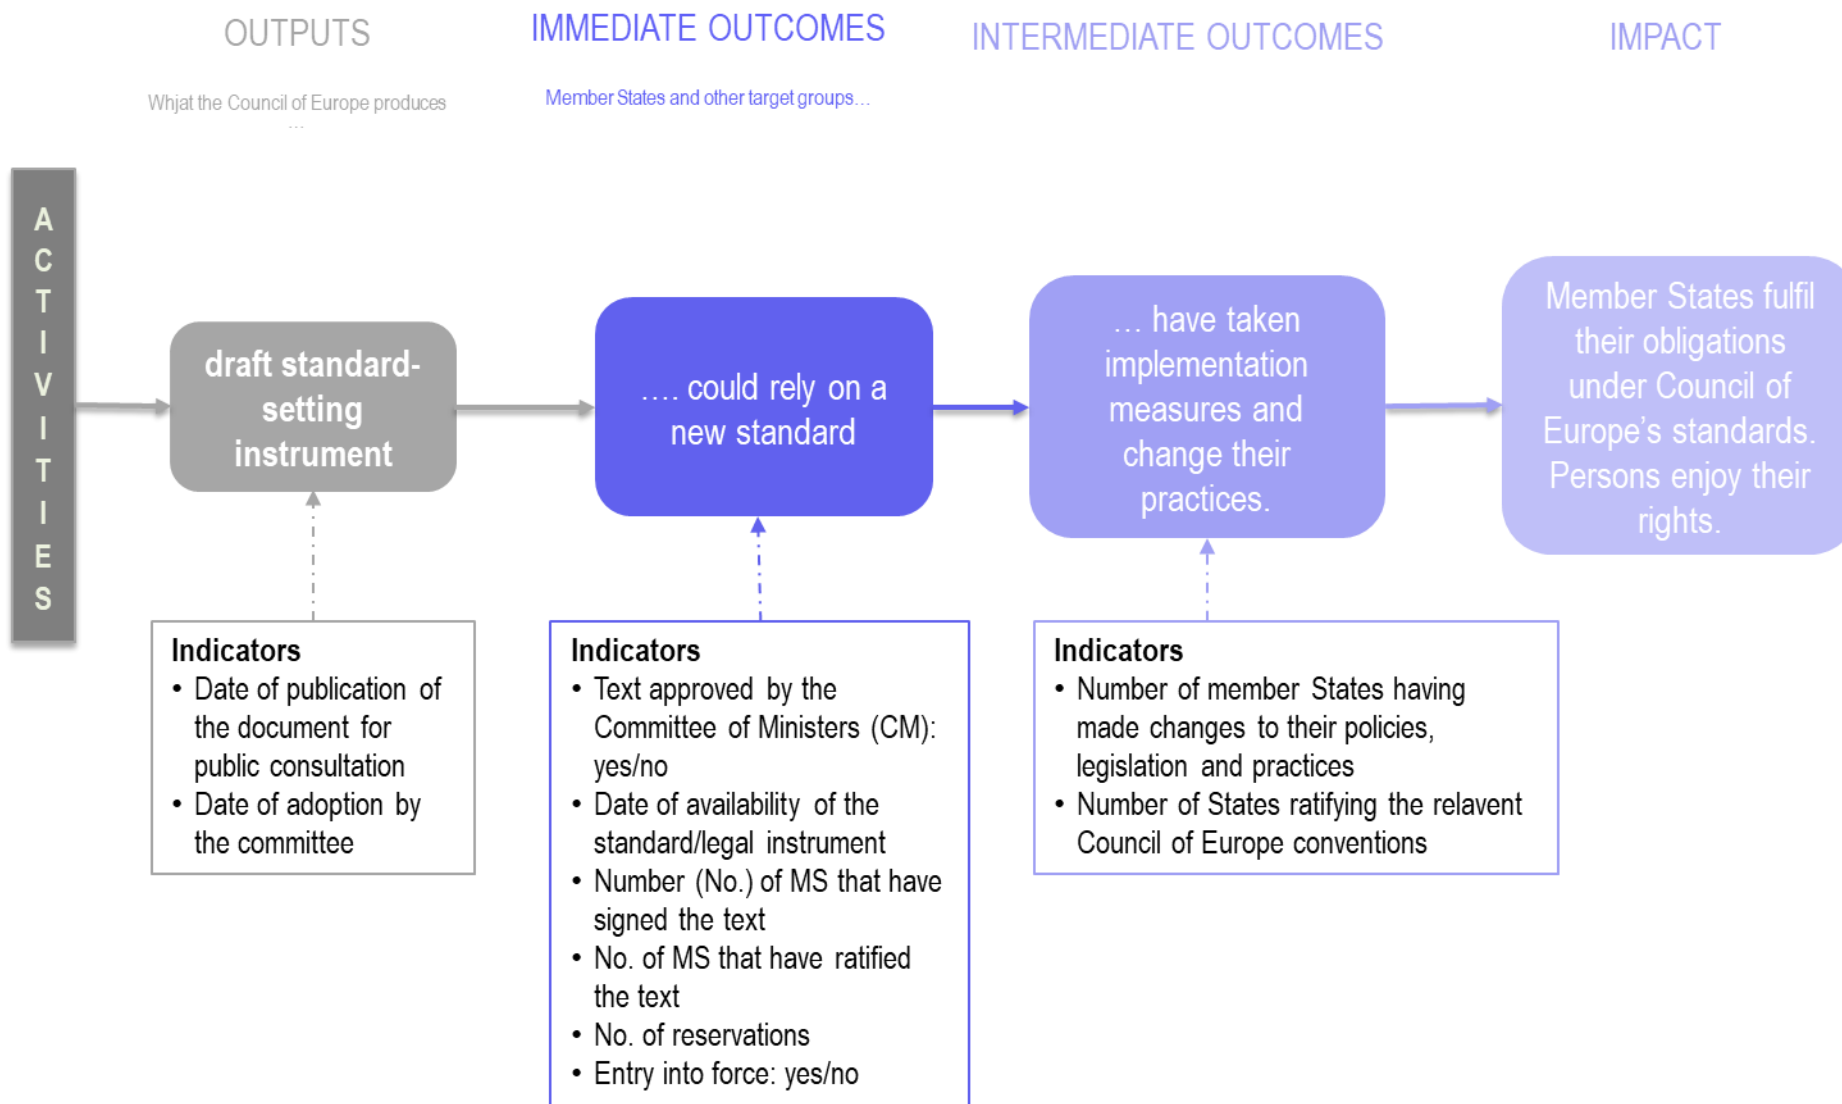 OUTPUTS
IMMEDIATE OUTCOMES
INTERMEDIATE OUTCOMES
IMPACT
Whjat the Council of Europe produces
…
Member States and other target groups…
A
C
T
I
V
I
T
I
E
S
draft standard-
setting
instrument
…. could rely on a
new standard
… have taken
implementation
measures and
change their
practices.
Member States fulfil
their obligations
under Council of
Europe’s standards.
Persons enjoy their
rights.
Indicators
• Date of publication of
the document for
public consultation
• Date of adoption by
the committee
Indicators
• Text approved by the
Committee of Ministers (CM):
yes/no
• Date of availability of the
standard/legal instrument
• Number (No.) of MS that have
signed the text
• No. of MS that have ratified
the text
• No. of reservations
• Entry into force: yes/no
Indicators
• Number of member States having
made changes to their policies,
legislation and practices
• Number of States ratifying the relavent
Council of Europe conventions